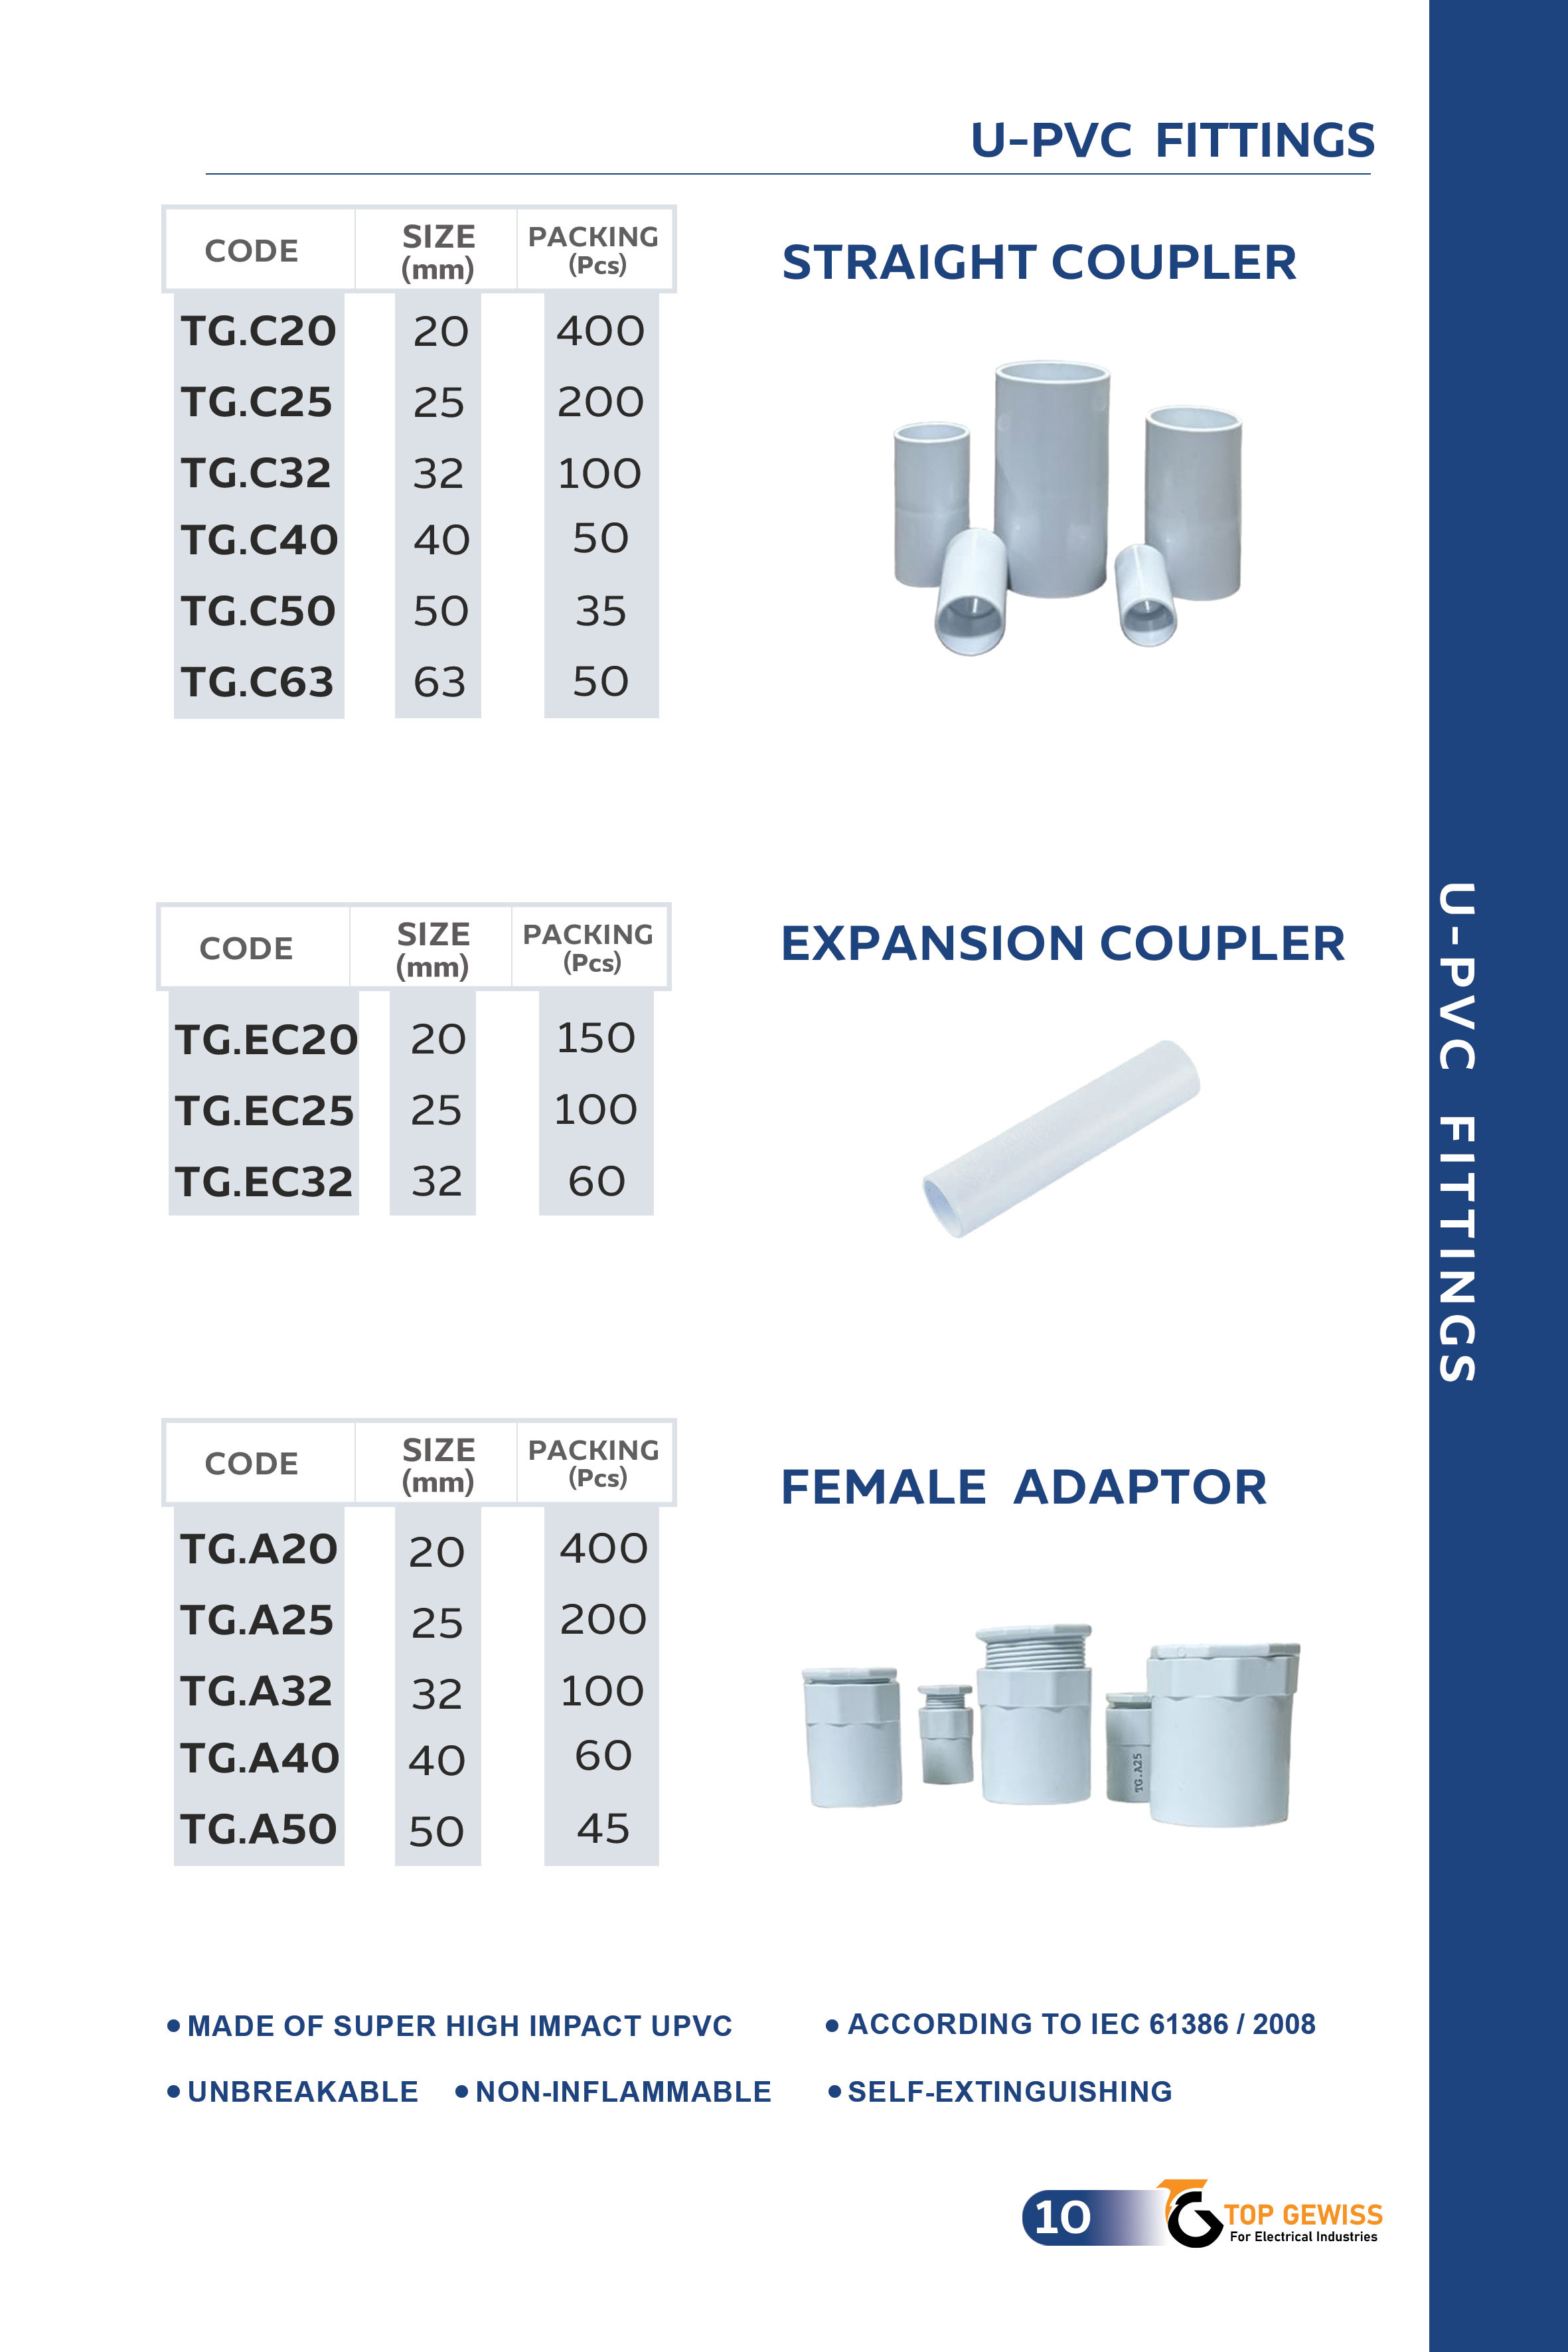 U-PVC FITTINGS
CODE SIZE (mm) PACKING (Pcs)
STRAIGHT COUPLER
TG.C20 20 400
TG.C25 25 200
TG.C32 32 100
TG.C40 40 50
TG.C50 50 35
TG.C63 63 50
CODE SIZE (mm) PACKING (Pcs)
EXPANSION COUPLER
TG.EC20 20 150
TG.EC25 25 100
TG.EC32 32 60
CODE SIZE (mm) PACKING (Pcs)
FEMALE ADAPTOR
TG.A20 20 400
TG.A25 25 200
TG.A32 32 100
TG.A40 40 60
TG.A50 50 45
TG.A25
U-PVC FITTINGS
• MADE OF SUPER HIGH IMPACT UPVC
• ACCORDING TO IEC 61386 / 2008
• UNBREAKABLE • NON-INFLAMMABLE • SELF-EXTINGUISHING
10
TOP GEWISS
For Electrical Industries